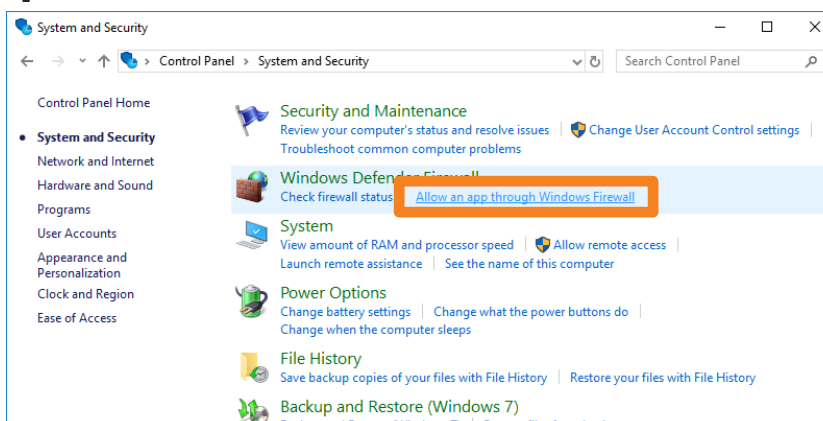 System and Security
Control Panel > System and Security
Search Control Panel
Control Panel Home
System and Security
Network and Internet
Hardware and Sound
Programs
User Accounts
Appearance and
Personalization
Clock and Region
Ease of Access
Security and Maintenance
Review your computer's status and resolve issues | Change User Account Control settings |
Troubleshoot common computer problems
Windows Defender Firewall
Check firewall status Allow an app through Windows Firewall
System
View amount of RAM and processor speed | Allow remote access |
Launch remote assistance | See the name of this computer
Power Options
Change battery settings | Change what the power buttons do |
Change when the computer sleeps
File History
Save backup copies of your files with File History | Restore your files with File History
Backup and Restore (Windows 7)